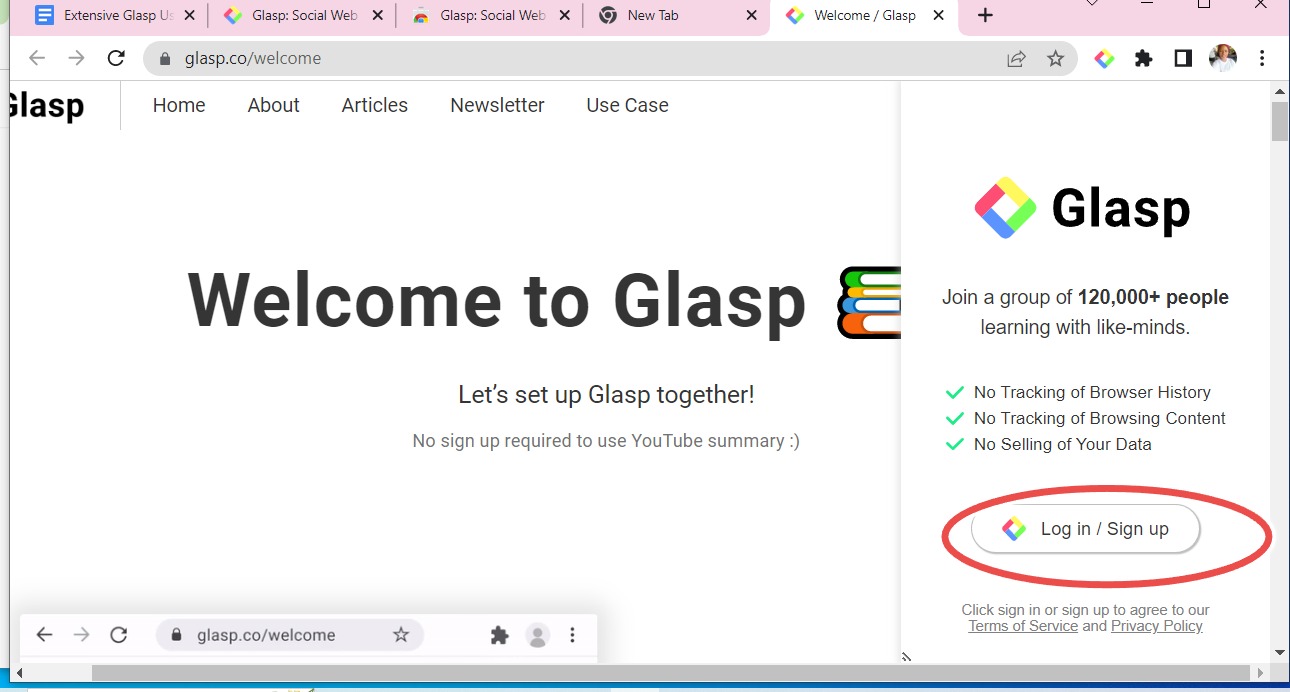 Extensive Glasp Us
Glasp: Social Web
Glasp: Social Web
New Tab
Welcome / Glasp
glasp.co/welcome
Glasp
Home
About
Articles
Newsletter
Use Case
Welcome to Glasp
Let’s set up Glasp together!
No sign up required to use YouTube summary :)
glasp.co/welcome
Glasp
Join a group of 120,000+ people
learning with like-minds.
No Tracking of Browser History
No Tracking of Browsing Content
No Selling of Your Data
Log in / Sign up
Click sign in or sign up to agree to our
Terms of Service and Privacy Policy